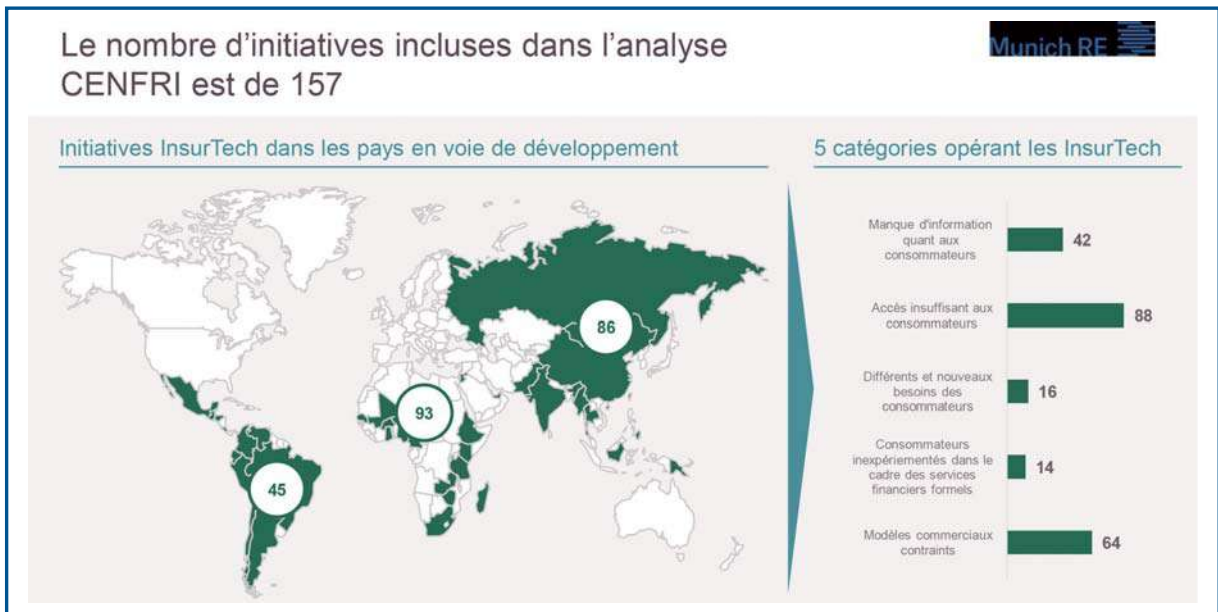 Le nombre d'initiatives incluses dans l'analyse
CENFRI est de 157
Munich RE
Initiatives InsurTech dans les pays en voie de développement
86
93
45
5 catégories opérant les InsurTech
Manque d'information
quant aux
consommateurs
42
Accès insuffisant aux
consommateurs
88
Différents et nouveaux
besoins des
consommateurs
16
Consommateurs
inexpériementés dans le
cadre des services
financiers formels
14
Modèles commerciaux
contraints
64